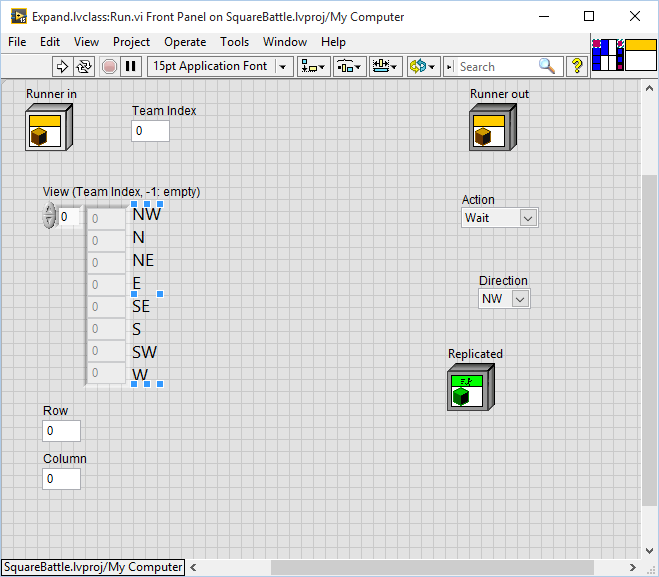 Expand.lvclass:Run.vi Front Panel on SquareBattle.lvproj/My Computer
File Edit View Project Operate Tools Window Help
15pt Application Font Search ?
Runner in
Team Index
0
Runner out
View (Team Index, -1: empty)
0
0 NW
0 N
0 NE
0 E
0 SE
0 S
0 SW
0 W
Action
Wait
Direction
NW
Replicated
Row
0
Column
0
SquareBattle.lvproj/My Computer